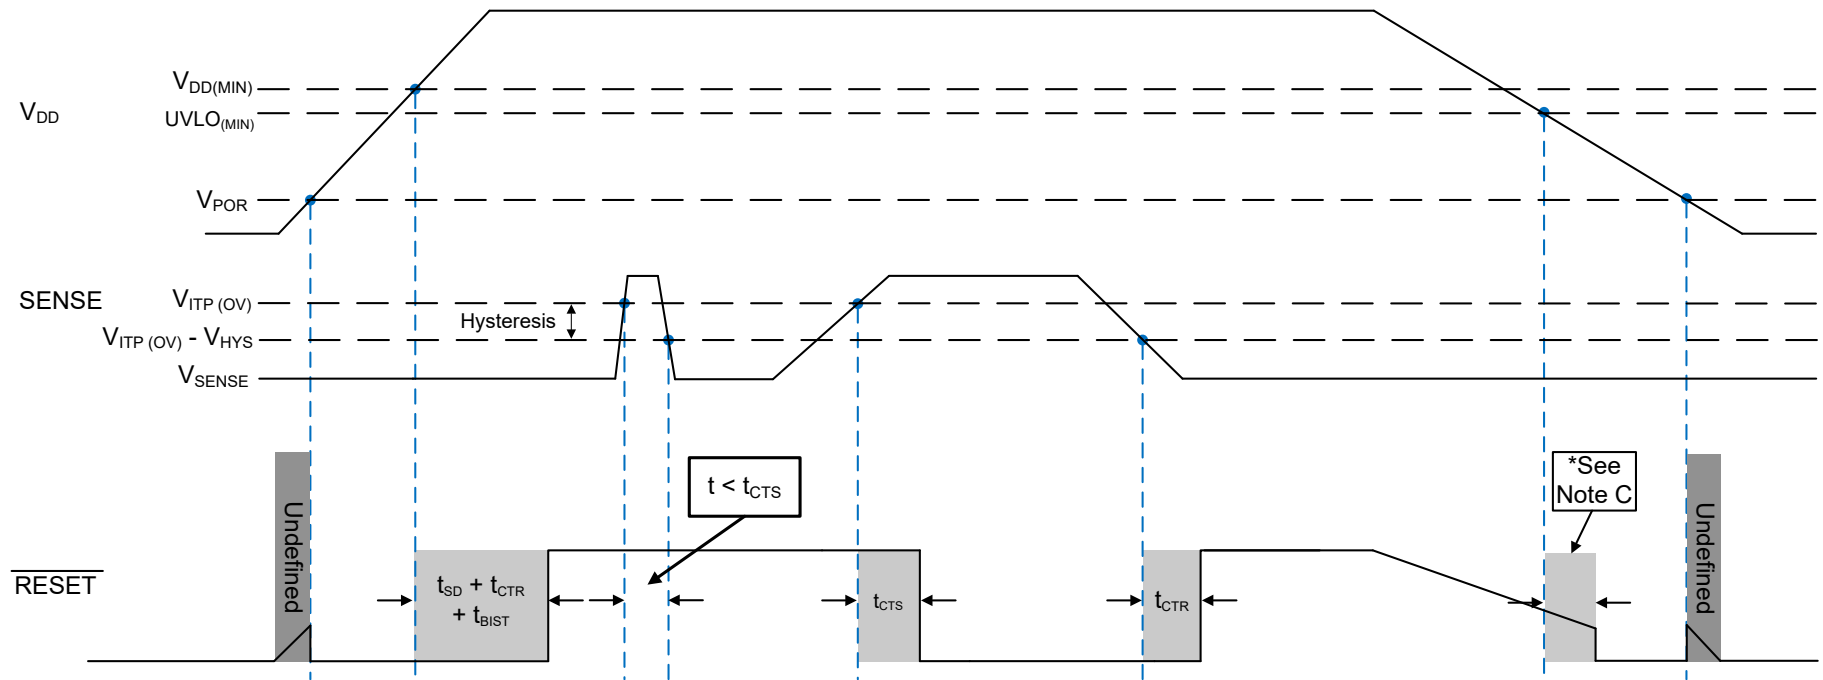 VDD
VDD(MIN)
UVLO(MIN)
VPOR
SENSE
VITP (OV)
VITP (OV) - VHYS
VSENSE
Hysteresis
t < tCTS
*See
Note C
RESET
Undefined
tSD + tCTR
+ tBIST
tCTS
tCTR
Undefined